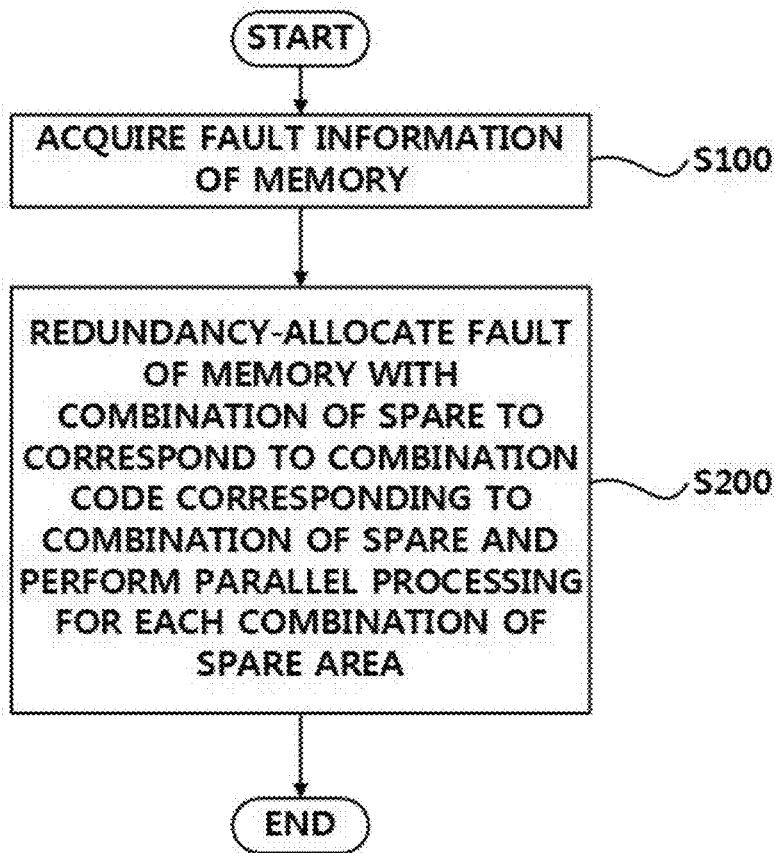 START
ACQUIRE FAULT INFORMATION
OF MEMORY
S100
REDUNDANCY-ALLOCATE FAULT
OF MEMORY WITH
COMBINATION OF SPARE TO
CORRESPOND TO COMBINATION
CODE CORRESPONDING TO
COMBINATION OF SPARE AND
PERFORM PARALLEL PROCESSING
FOR EACH COMBINATION OF
SPARE AREA
S200
END